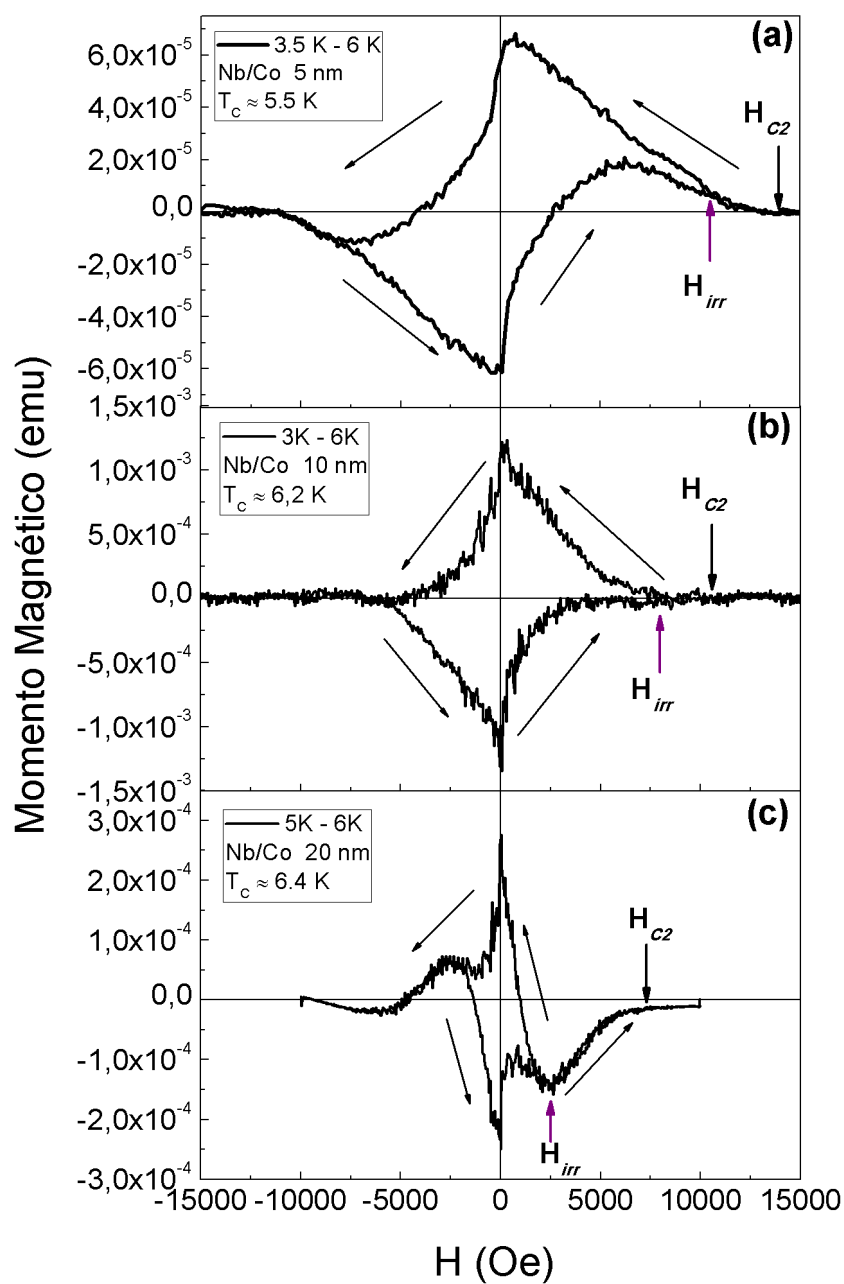 Momento Magnético (emu)
(a)
3.5 K - 6 K
Nb/Co 5 nm
T_C ≈ 5.5 K
H_C2
H_irr
6,0x10⁻⁵
4,0x10⁻⁵
2,0x10⁻⁵
0,0
-2,0x10⁻⁵
-4,0x10⁻⁵
-6,0x10⁻⁵
(b)
3K - 6K
Nb/Co 10 nm
T_C ≈ 6,2 K
H_C2
H_irr
1,5x10⁻³
1,0x10⁻³
5,0x10⁻⁴
0,0
-5,0x10⁻⁴
-1,0x10⁻³
-1,5x10⁻³
(c)
5K - 6K
Nb/Co 20 nm
T_C ≈ 6.4 K
H_C2
H_irr
3,0x10⁻⁴
2,0x10⁻⁴
1,0x10⁻⁴
0,0
-1,0x10⁻⁴
-2,0x10⁻⁴
-3,0x10⁻⁴
-15000 -10000 -5000 0 5000 10000 15000
H (Oe)